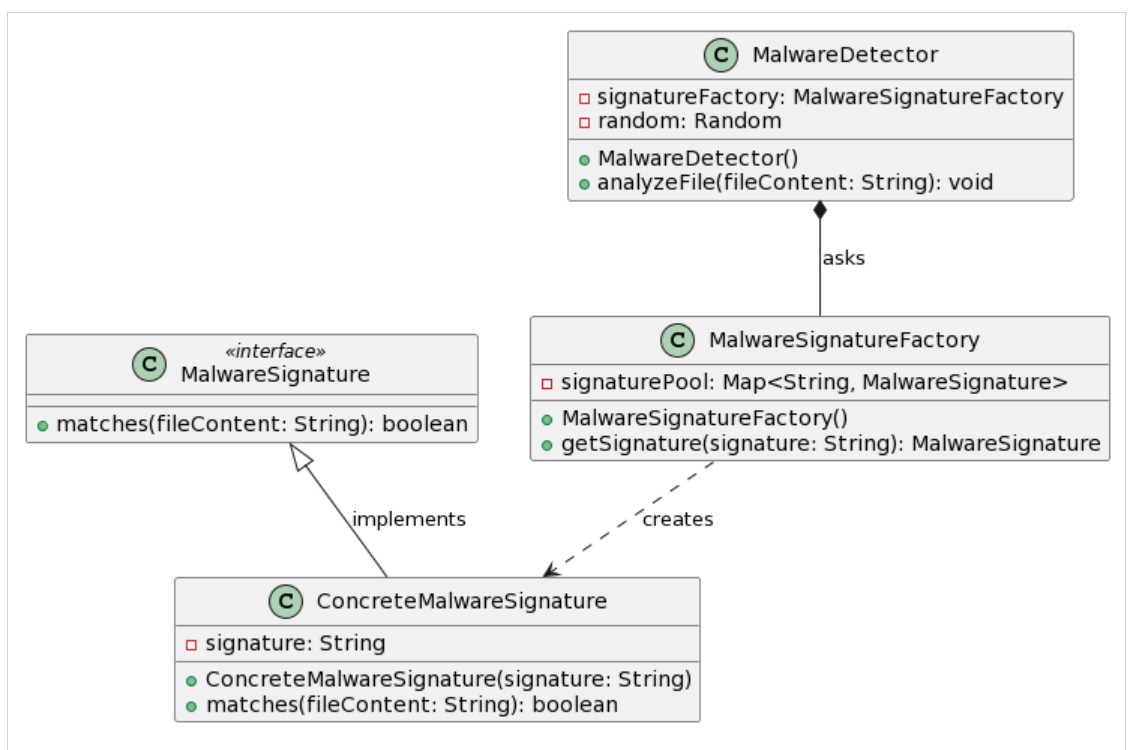 C MalwareDetector
signatureFactory: MalwareSignatureFactory
random: Random
MalwareDetector()
analyzeFile(fileContent: String): void
asks
C «interface»
MalwareSignature
matches(fileContent: String): boolean
C MalwareSignatureFactory
signaturePool: Map<String, MalwareSignature>
MalwareSignatureFactory()
getSignature(signature: String): MalwareSignature
implements
creates
C ConcreteMalwareSignature
signature: String
ConcreteMalwareSignature(signature: String)
matches(fileContent: String): boolean